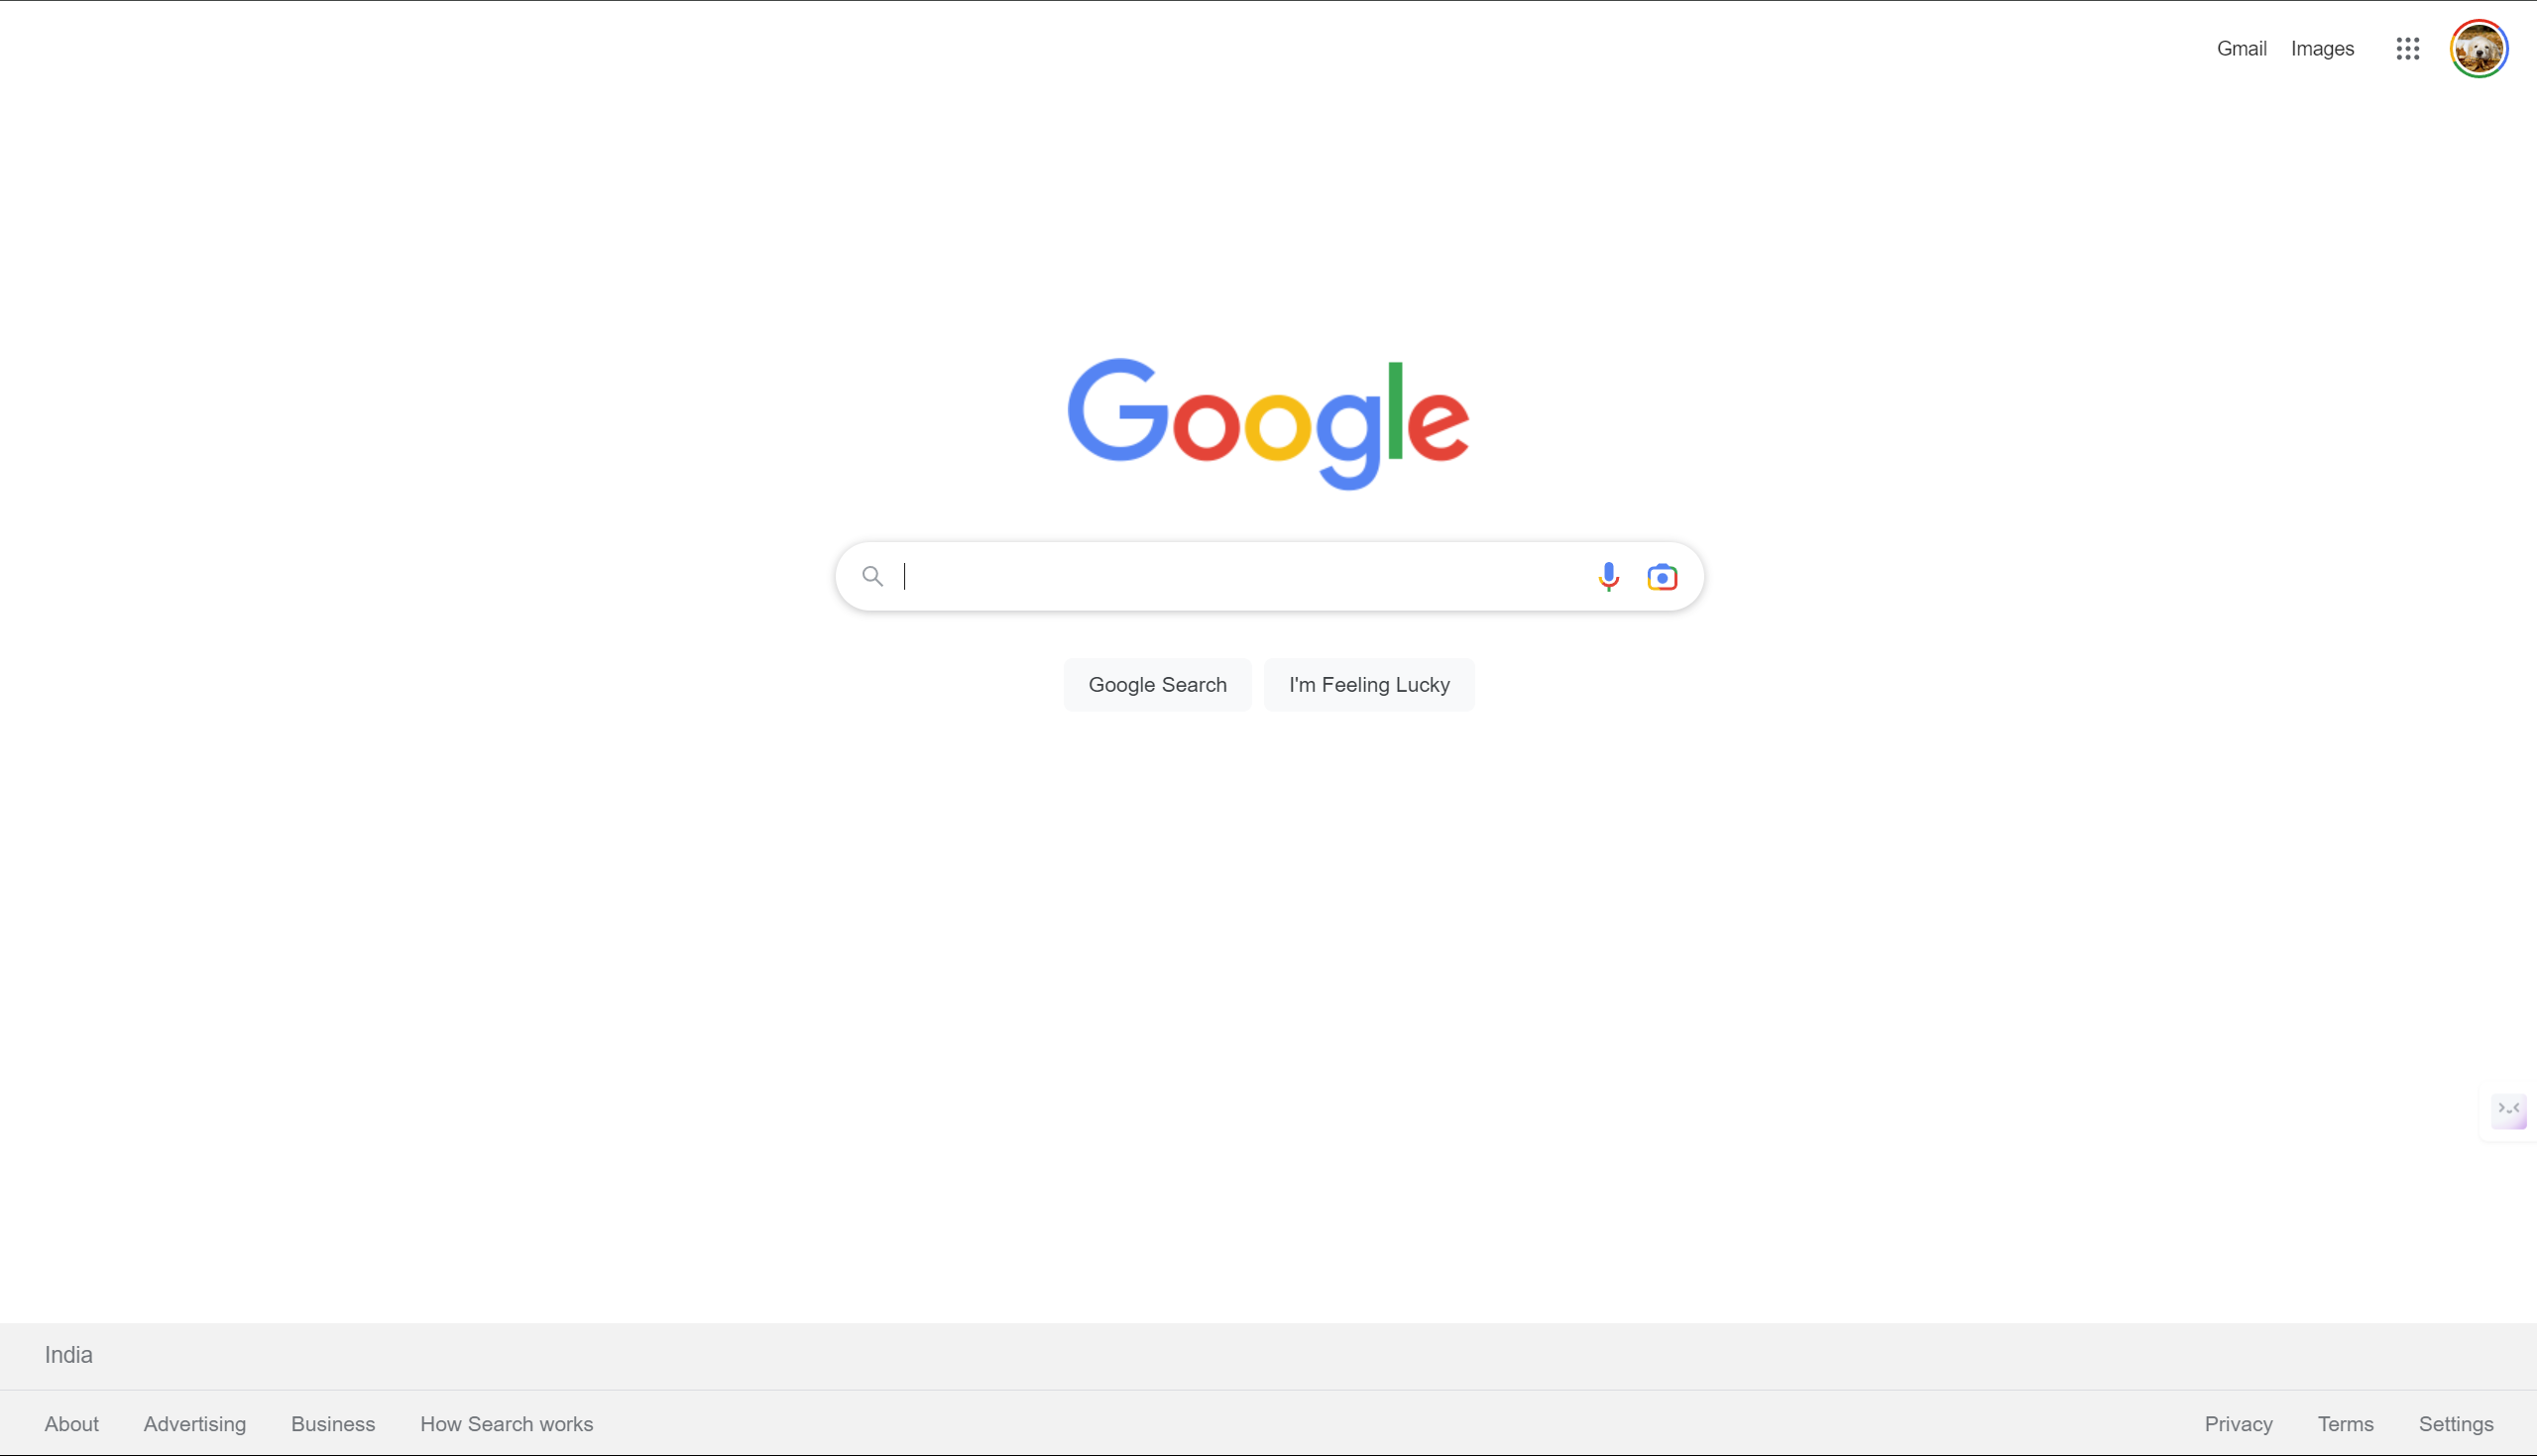 Gmail Images
Google
Google Search I'm Feeling Lucky
India
About Advertising Business How Search works Privacy Terms Settings